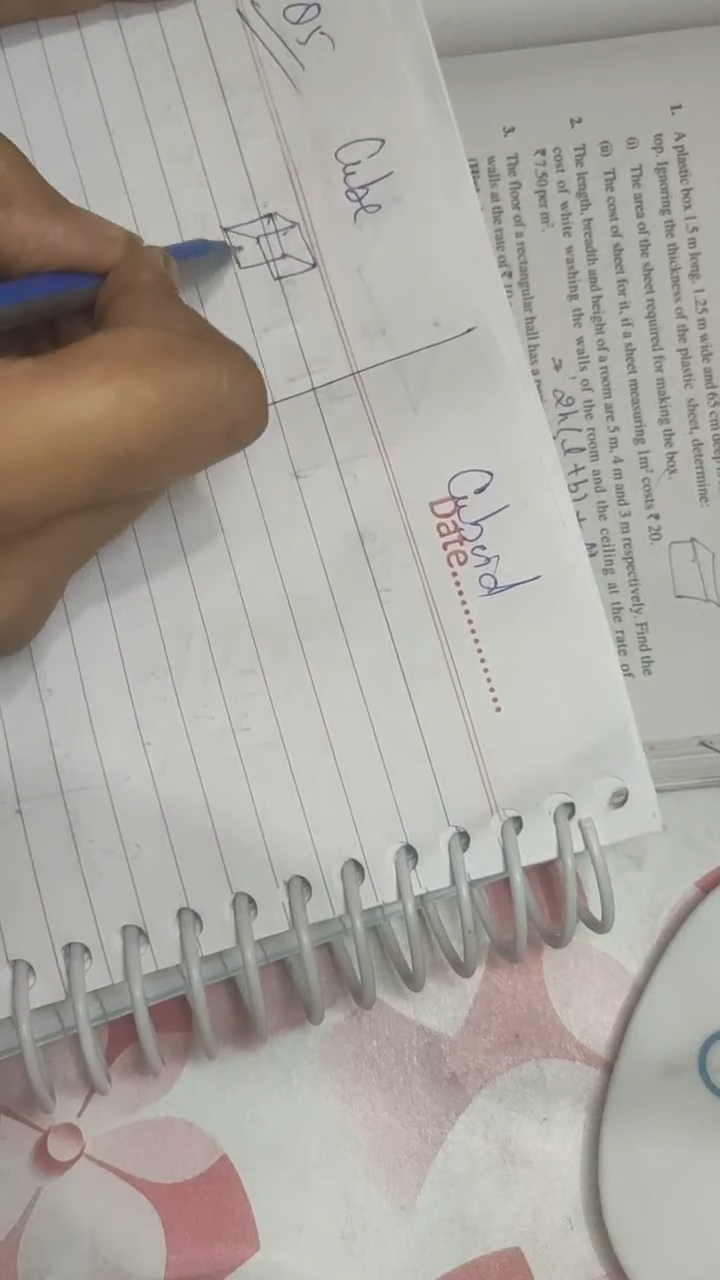 05
Cube
Cuboid
Date..............
1. A plastic box 1.5 m long, 1.25 m wide and 65 cm deep
top. Ignoring the thickness of the plastic sheet, determine:
(i) The area of the sheet required for making the box.
(ii) The cost of sheet for it, if a sheet measuring 1m² costs ₹ 20.
2. The length, breadth and height of a room are 5 m, 4 m and 3 m respectively. Find the
cost of white washing the walls of the room and the ceiling at the rate of
₹ 7.50 per m².
⇒ 2h(l+b) +
3. The floor of a rectangular hall has a
walls at the rate of ₹ 10